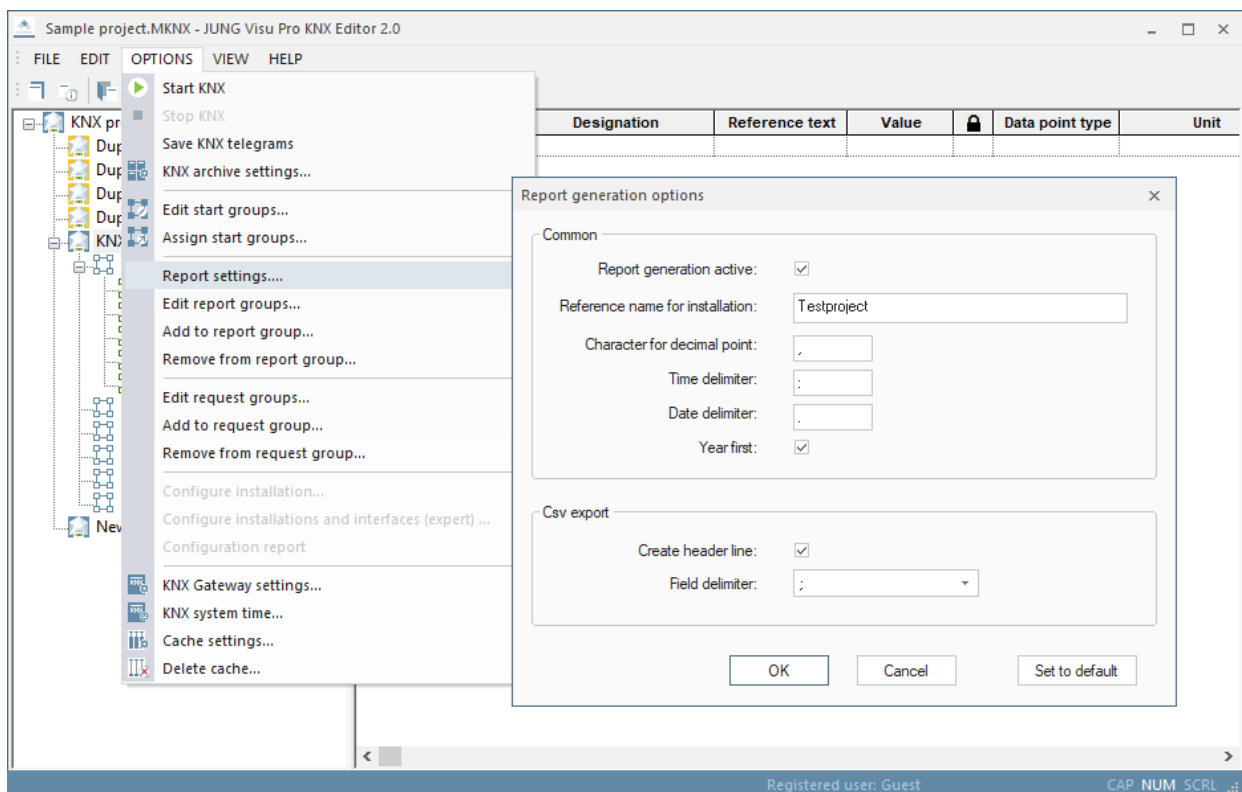 Sample project.MKNX - JUNG Visu Pro KNX Editor 2.0
FILE EDIT OPTIONS VIEW HELP
Start KNX
Stop KNX
Save KNX telegrams
KNX archive settings...
Edit start groups...
Assign start groups...
Report settings....
Edit report groups...
Add to report group...
Remove from report group...
Edit request groups...
Add to request group...
Remove from request group...
Configure installation...
Configure installations and interfaces (expert) ...
Configuration report
KNX Gateway settings...
KNX system time...
Cache settings...
Delete cache...
KNX pr
Dup
Dup
Dup
Dup
KNX
New
Designation Reference text Value Data point type Unit
Report generation options
Common
Report generation active:
Reference name for installation: Testproject
Character for decimal point: ,
Time delimiter: :
Date delimiter: .
Year first:
Csv export
Create header line:
Field delimiter: ;
OK Cancel Set to default
Registered user: Guest CAP NUM SCRL